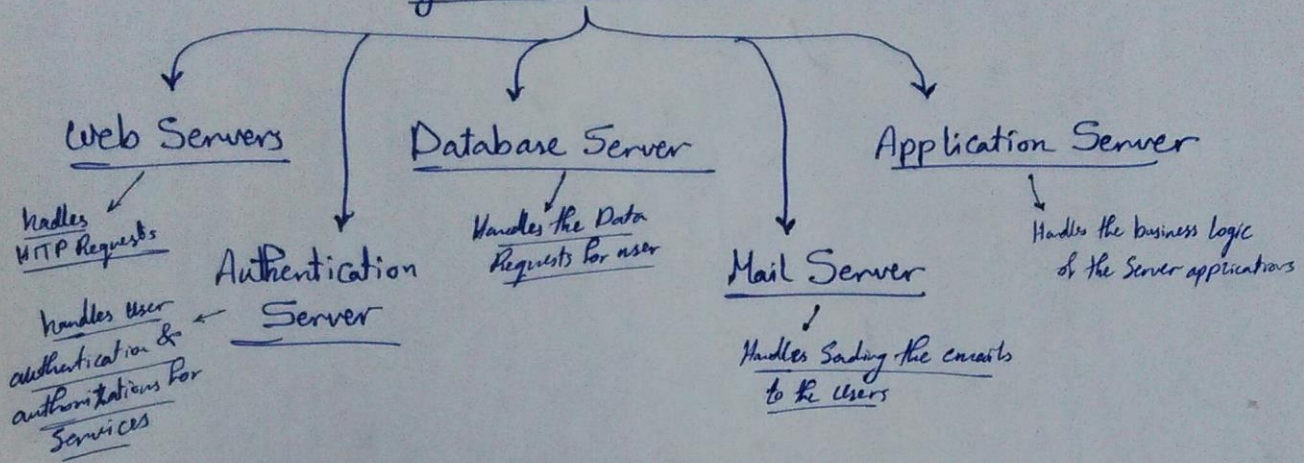 Web Servers
hadles
HTTP Requests
Authentication
Server
handles user
authentication &
authorizations for
Services
Database Server
Handles the Data
Requests for user
Mail Server
Handles Sending the emails
to the users
Application Server
Handles the business Logic
of the Server applications